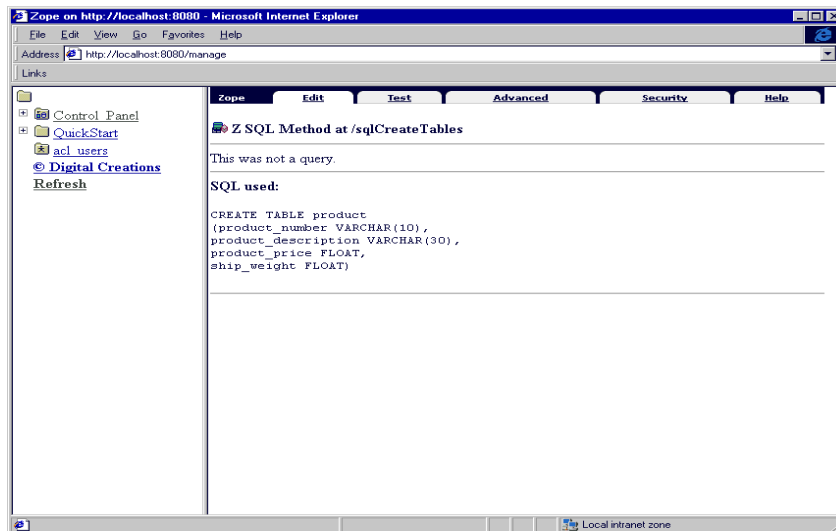 Zope on http://localhost:8080 - Microsoft Internet Explorer
File Edit View Go Favorites Help
Address http://localhost:8080/manage
Links
Control_Panel
QuickStart
acl_users
© Digital Creations
Refresh
Zope Edit Test Advanced Security Help
Z SQL Method at /sqlCreateTables
This was not a query.
SQL used:
CREATE TABLE product
(product_number VARCHAR(10),
product_description VARCHAR(30),
product_price FLOAT,
ship_weight FLOAT)
Local intranet zone